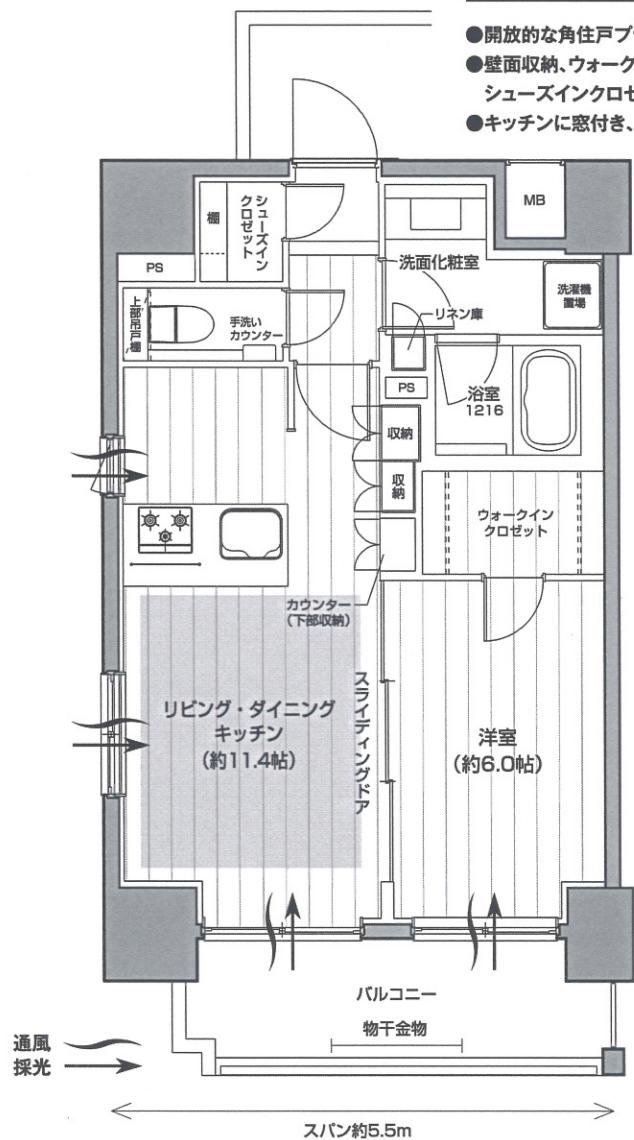 ●開放的な角住戸プ
●壁面収納、ウォーク
シューズインクロゼ
●キッチンに窓付き、
MB
シューズイン
クロゼット
棚
PS
洗面化粧室
洗濯機
置場
上部吊戸棚
手洗い
カウンター
リネン庫
PS
浴室
1216
収納
収納
ウォークイン
クロゼット
カウンター
(下部収納)
リビング・ダイニング
キッチン
(約11.4帖)
スライディングドア
洋室
(約6.0帖)
バルコニー
物干金物
通風
採光
スパン約5.5m